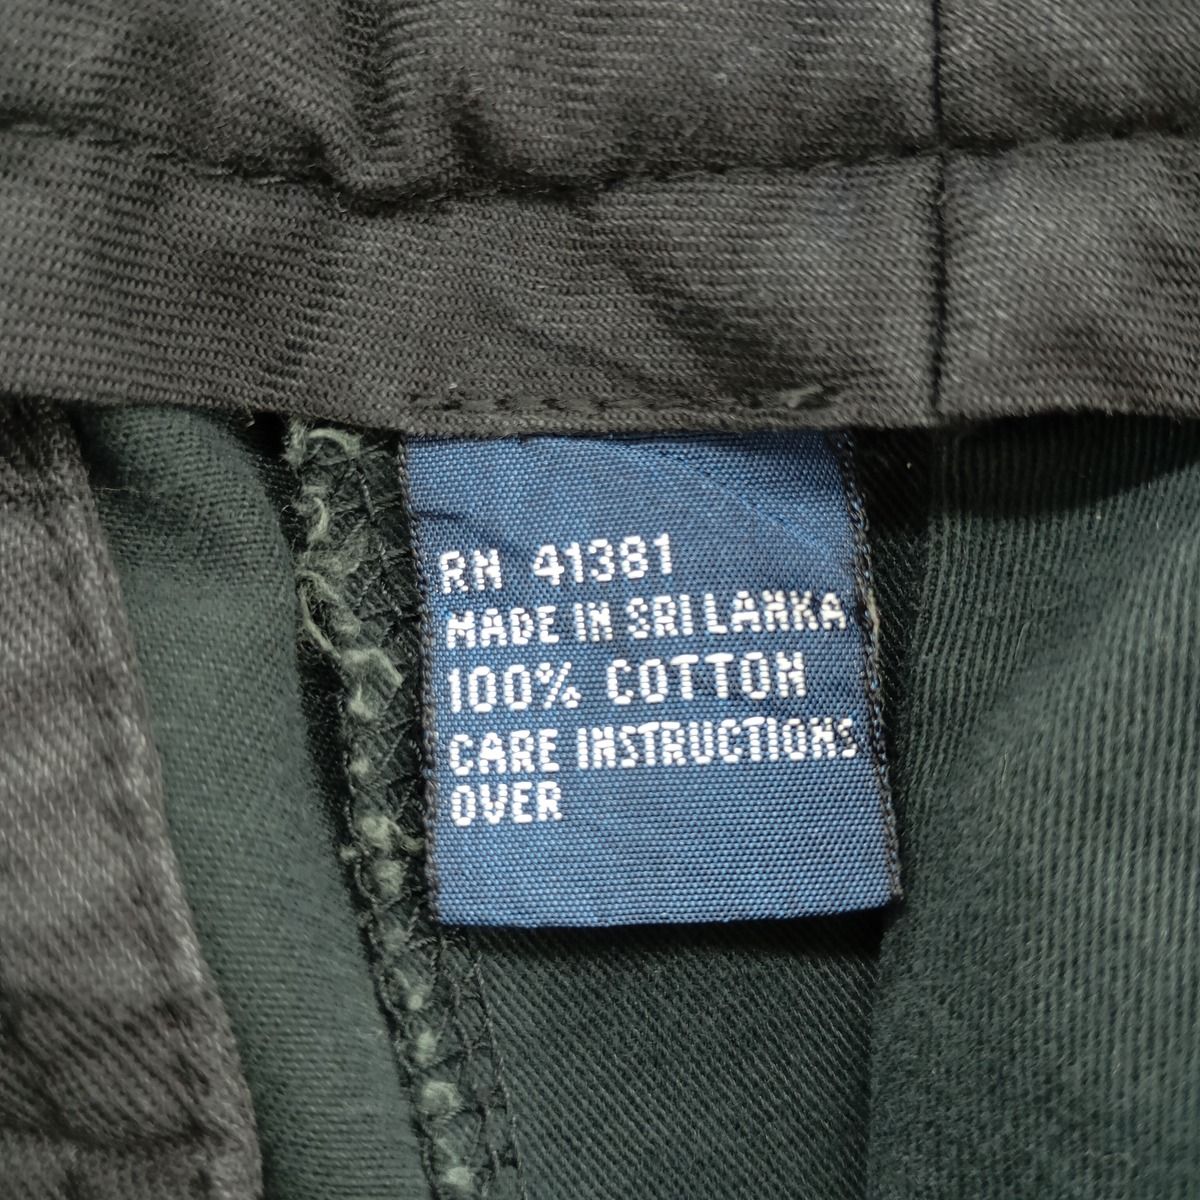 RN 41381
MADE IN SRI LANKA
100% COTTON
CARE INSTRUCTIONS
OVER